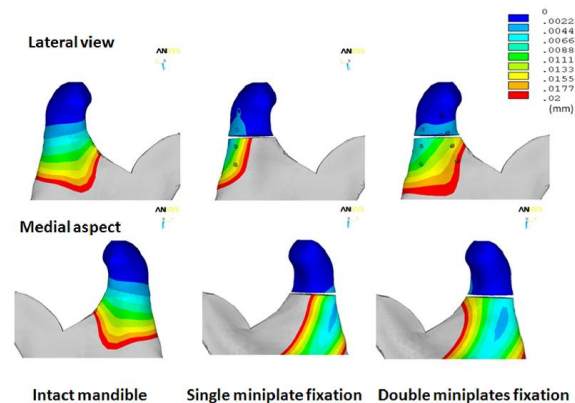 Lateral view
0
.0022
.0044
.0066
.0088
.0111
.0133
.0155
.0177
.02
(mm)
Medial aspect
Intact mandible
Single miniplate fixation
Double miniplates fixation